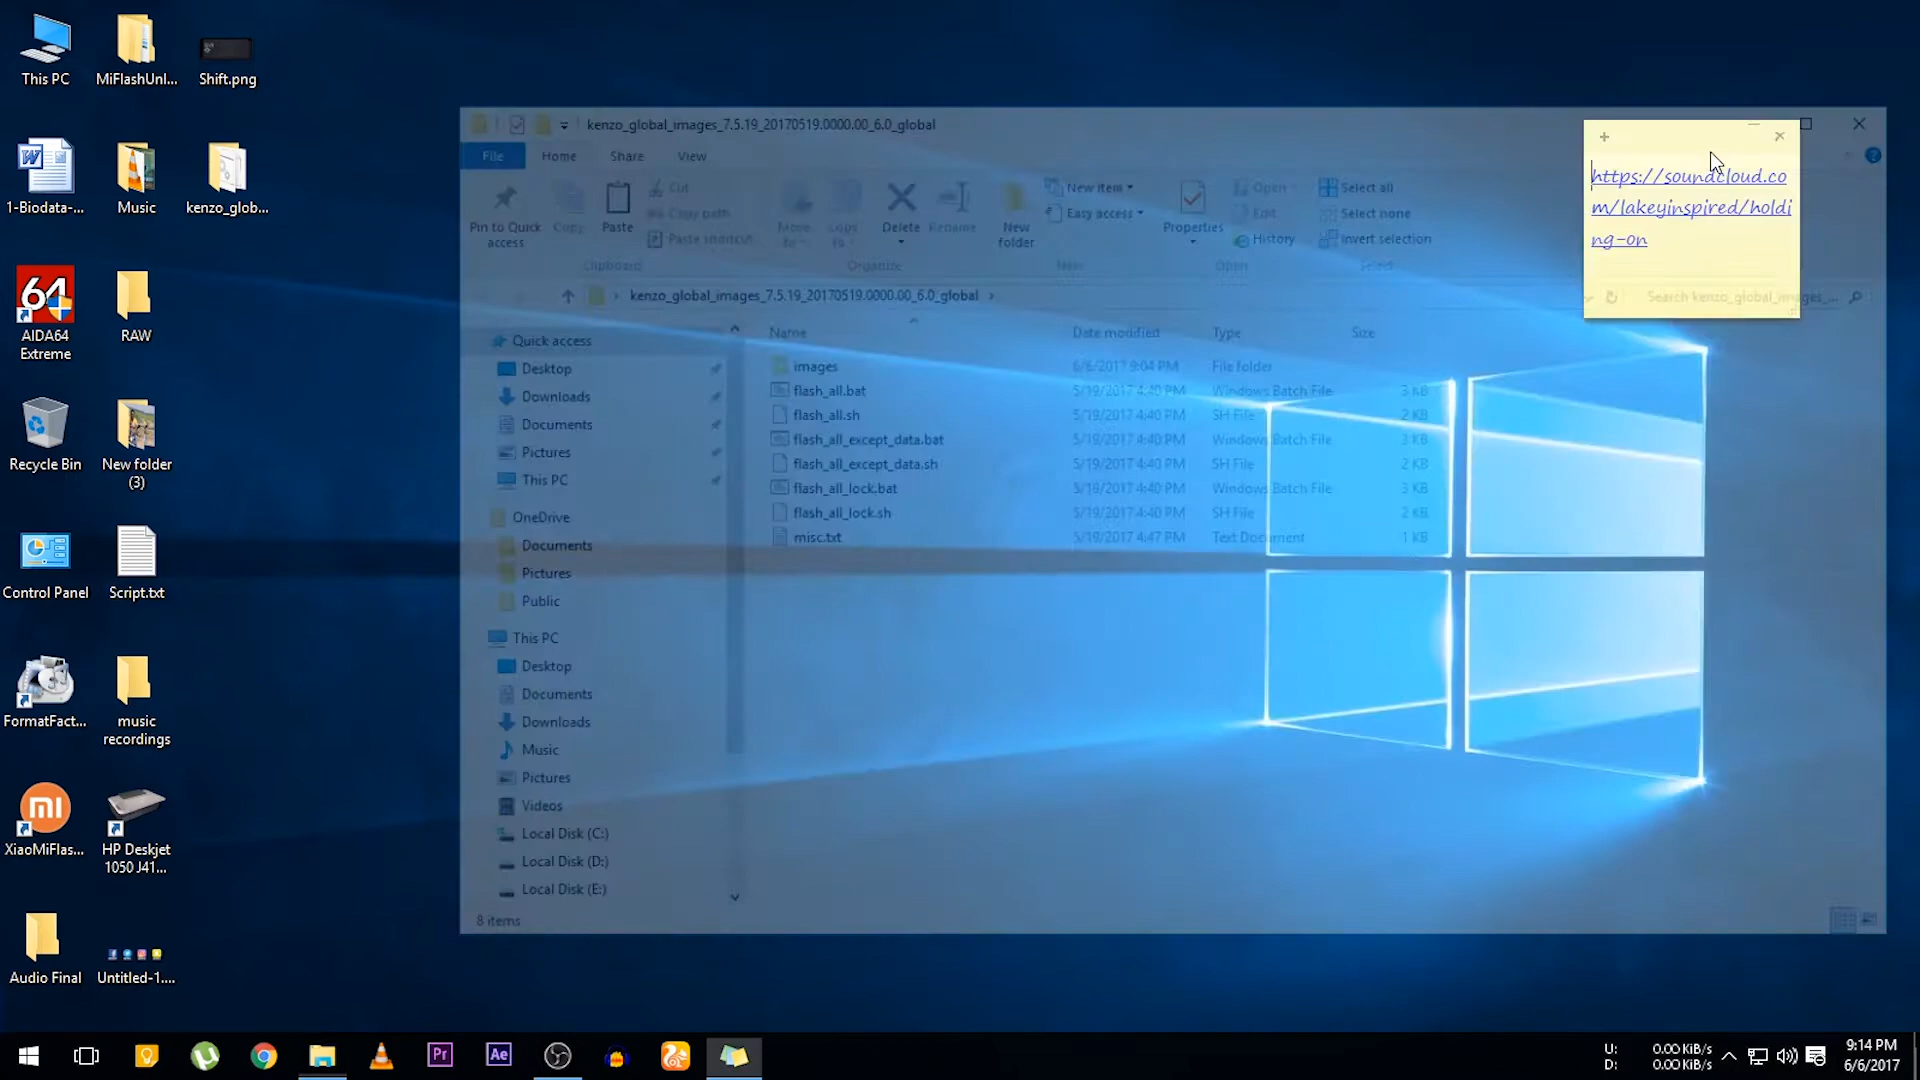 This PC
MiFlashUnl...
Shift.png
1-Biodata-...
Music
kenzo_glob...
64
AIDA64
Extreme
RAW
Recycle Bin
New folder
(3)
Control Panel
Script.txt
FormatFact...
music
recordings
XiaoMiFlas...
HP Deskjet
1050 J41...
Audio Final
Untitled-1....
kenzo_global_images_7.5.19_20170519.0000.00_6.0_global
File
Home
Share
View
Pin to Quick
access
Copy
Paste
Cut
Copy path
Paste shortcut
Move
to
Copy
to
Delete
Rename
New
folder
New item
Easy access
Properties
Open
Edit
History
Select all
Select none
Invert selection
Clipboard
Organize
New
Open
Select
kenzo_global_images_7.5.19_20170519.0000.00_6.0_global
Search kenzo_global_images_...
https://soundcloud.co
m/lakeyinspired/holdi
ng-on
Quick access
Desktop
Downloads
Documents
Pictures
This PC
OneDrive
Documents
Pictures
Public
This PC
Desktop
Documents
Downloads
Music
Pictures
Videos
Local Disk (C:)
Local Disk (D:)
Local Disk (E:)
Name Date modified Type Size
images 6/6/2017 9:04 PM File folder
flash_all.bat 5/19/2017 4:40 PM Windows Batch File 3 KB
flash_all.sh 5/19/2017 4:40 PM SH File 2 KB
flash_all_except_data.bat 5/19/2017 4:40 PM Windows Batch File 3 KB
flash_all_except_data.sh 5/19/2017 4:40 PM SH File 2 KB
flash_all_lock.bat 5/19/2017 4:40 PM Windows Batch File 3 KB
flash_all_lock.sh 5/19/2017 4:40 PM SH File 2 KB
misc.txt 5/19/2017 4:47 PM Text Document 1 KB
8 items
Pr
Ae
U: 0.00 KiB/s
D: 0.00 KiB/s
9:14 PM
6/6/2017